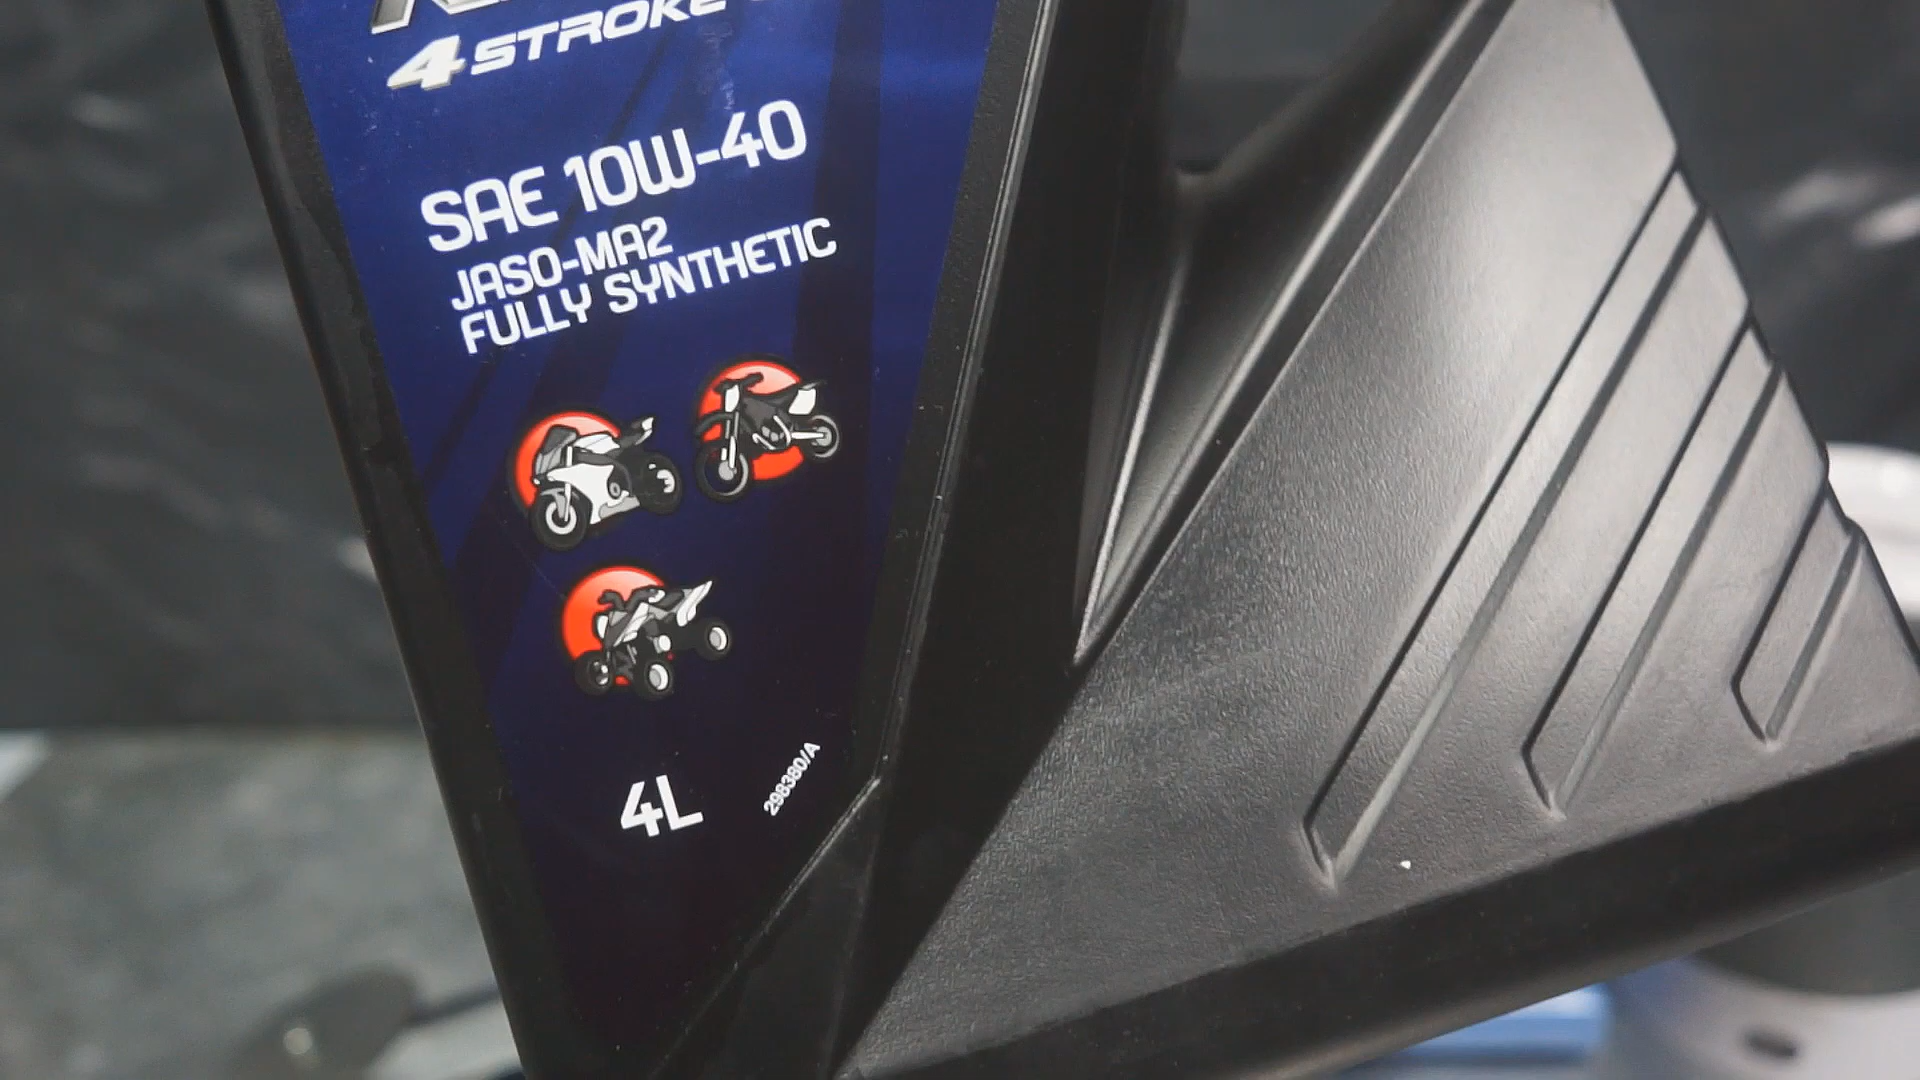 4 STROKE
SAE 10W-40
JASO-MA2
FULLY SYNTHETIC
4L
298380/A